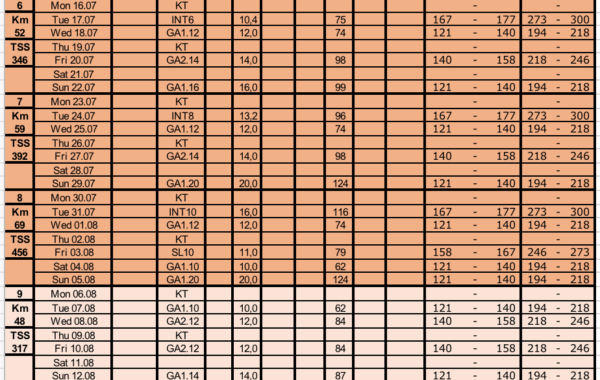 6 Mon 16.07 KT - -
Km Tue 17.07 INT6 10,4 75 167 - 177 273 - 300
52 Wed 18.07 GA1.12 12,0 74 121 - 140 194 - 218
TSS Thu 19.07 KT - -
346 Fri 20.07 GA2.14 14,0 98 140 - 158 218 - 246
Sat 21.07 - -
Sun 22.07 GA1.16 16,0 99 121 - 140 194 - 218
7 Mon 23.07 KT - -
Km Tue 24.07 INT8 13,2 96 167 - 177 273 - 300
59 Wed 25.07 GA1.12 12,0 74 121 - 140 194 - 218
TSS Thu 26.07 KT - -
392 Fri 27.07 GA2.14 14,0 98 140 - 158 218 - 246
Sat 28.07 - -
Sun 29.07 GA1.20 20,0 124 121 - 140 194 - 218
8 Mon 30.07 KT - -
Km Tue 31.07 INT10 16,0 116 167 - 177 273 - 300
69 Wed 01.08 GA1.12 12,0 74 121 - 140 194 - 218
TSS Thu 02.08 KT - -
456 Fri 03.08 SL10 11,0 79 158 - 167 246 - 273
Sat 04.08 GA1.10 10,0 62 121 - 140 194 - 218
Sun 05.08 GA1.20 20,0 124 121 - 140 194 - 218
9 Mon 06.08 KT - -
Km Tue 07.08 GA1.10 10,0 62 121 - 140 194 - 218
48 Wed 08.08 GA2.12 12,0 84 140 - 158 218 - 246
TSS Thu 09.08 KT - -
317 Fri 10.08 GA2.12 12,0 84 140 - 158 218 - 246
Sat 11.08 - -
Sun 12.08 GA1.14 14,0 87 121 - 140 194 - 218